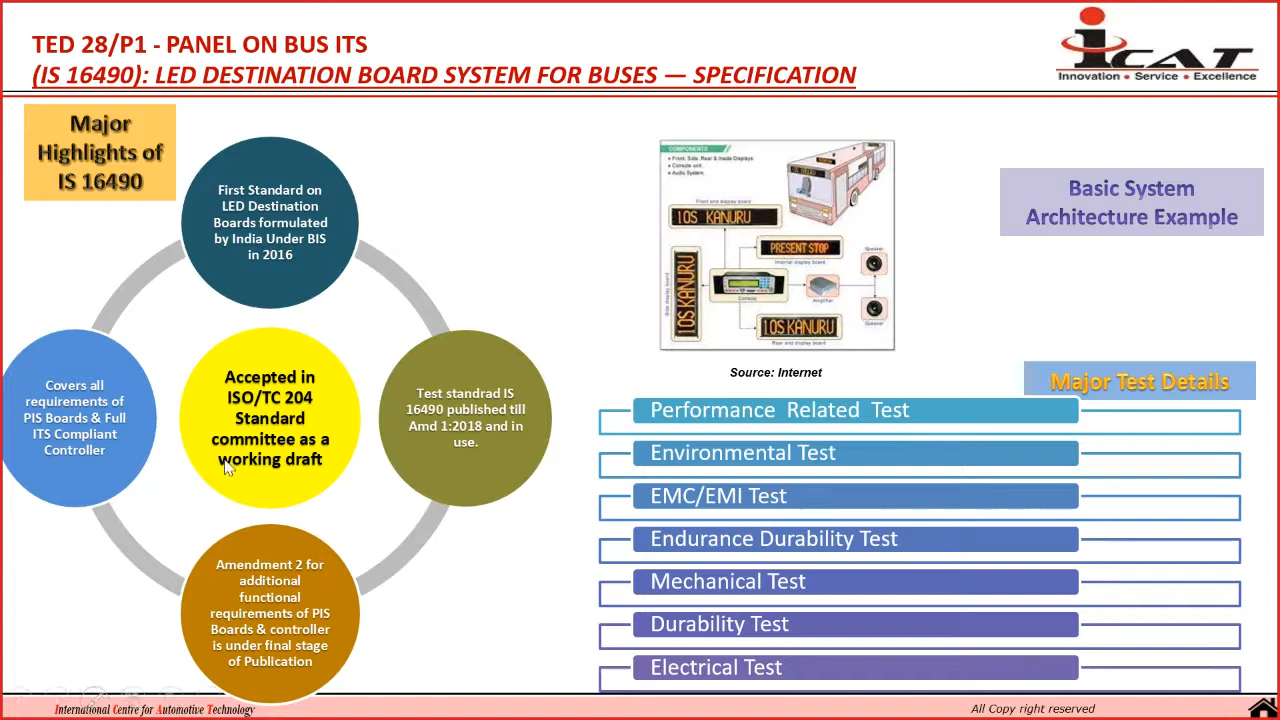 TED 28/P1 - PANEL ON BUS ITS
(IS 16490): LED DESTINATION BOARD SYSTEM FOR BUSES — SPECIFICATION
iCAT
Innovation • Service • Excellence
Major
Highlights of
IS 16490
First Standard on
LED Destination
Boards formulated
by India Under BIS
in 2016
Covers all
requirements of
PIS Boards & Full
ITS Compliant
Controller
Accepted in
ISO/TC 204
Standard
committee as a
working draft
Test standrad IS
16490 published till
Amd 1:2018 and in
use.
Amendment 2 for
additional
functional
requirements of PIS
Boards & controller
is under final stage
of Publication
COMPONENTS
• Front, Side, Rear & Inside Displays.
• Console unit.
• Audio System.
Front end display board
10S KANURU
PRESENT STOP
Internal display board
Side display board
10S KANURU
Console
Amplifier
Speaker
Speaker
10S KANURU
Rear end display board
Source: Internet
Basic System
Architecture Example
Major Test Details
Performance Related Test
Environmental Test
EMC/EMI Test
Endurance Durability Test
Mechanical Test
Durability Test
Electrical Test
International Centre for Automotive Technology
All Copy right reserved